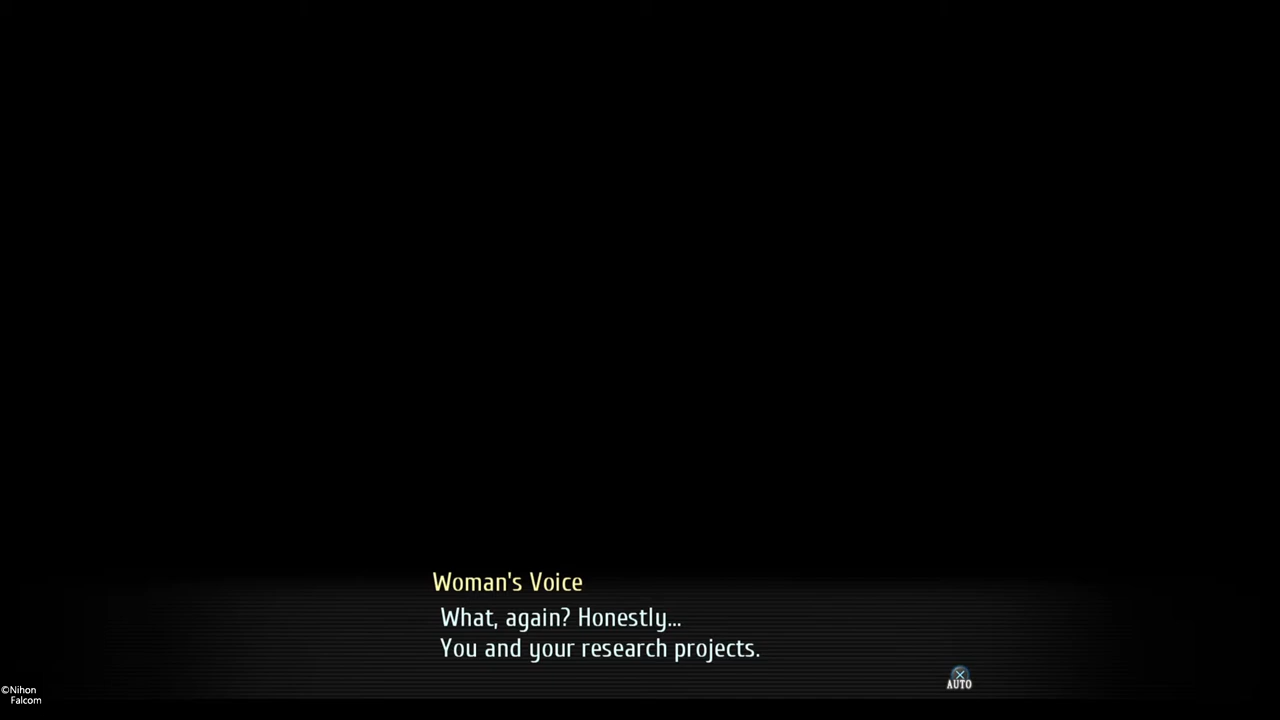 Woman's Voice
What, again? Honestly...
You and your research projects.
AUTO
©Nihon
Falcom